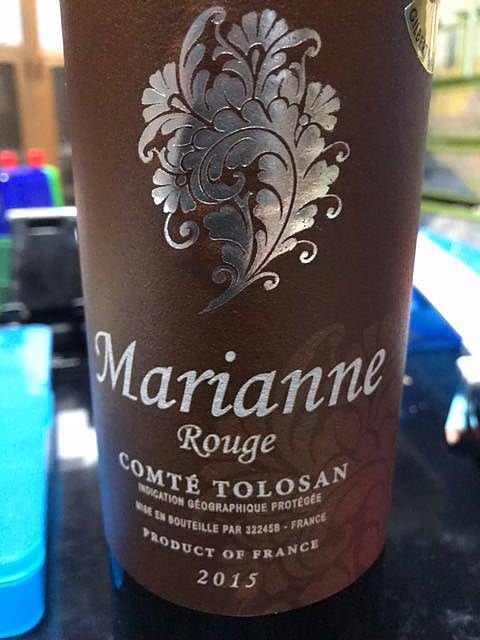 Marianne
Rouge
COMTÉ TOLOSAN
INDICATION GÉOGRAPHIQUE PROTÉGÉE
MISE EN BOUTEILLE PAR 32245B - FRANCE
PRODUCT OF FRANCE
2015